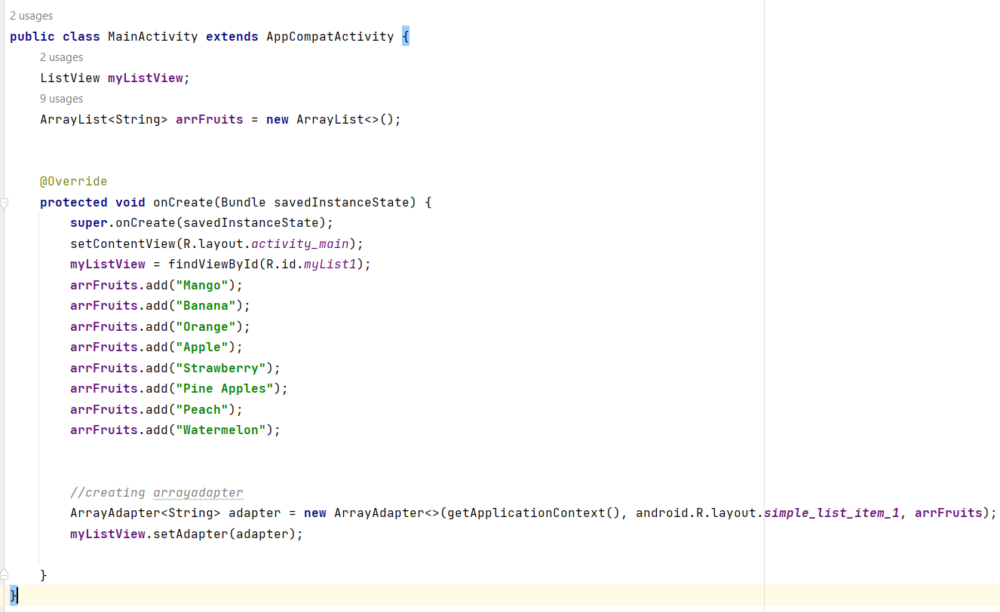 2 usages
public class MainActivity extends AppCompatActivity {
2 usages
ListView myListView;
9 usages
ArrayList<String> arrFruits = new ArrayList<>();
@Override
protected void onCreate(Bundle savedInstanceState) {
super.onCreate(savedInstanceState);
setContentView(R.layout.activity_main);
myListView = findViewById(R.id.myList1);
arrFruits.add("Mango");
arrFruits.add("Banana");
arrFruits.add("Orange");
arrFruits.add("Apple");
arrFruits.add("Strawberry");
arrFruits.add("Pine Apples");
arrFruits.add("Peach");
arrFruits.add("Watermelon");
//creating arrayadapter
ArrayAdapter<String> adapter = new ArrayAdapter<>(getApplicationContext(), android.R.layout.simple_list_item_1, arrFruits);
myListView.setAdapter(adapter);
}
}